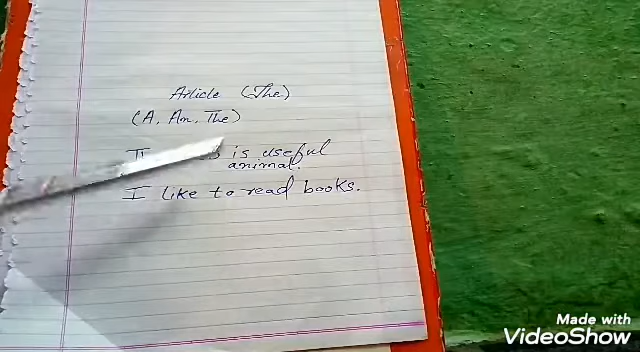 Article (The)
(A, An, The)
is useful
animal.
I like to read books.
Made with
VideoShow